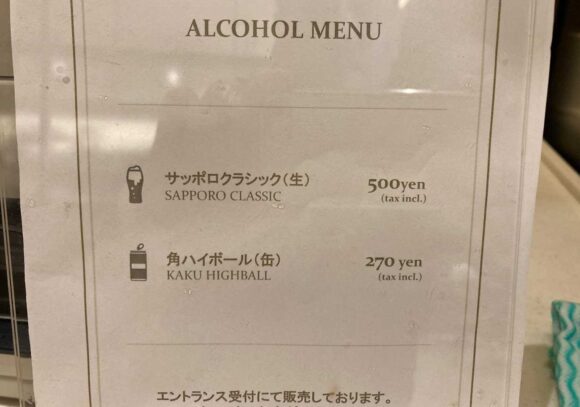 ALCOHOL MENU
サッポロクラシック(生) 500yen
SAPPORO CLASSIC (tax incl.)
角ハイボール(缶) 270 yen
KAKU HIGHBALL (tax incl.)
エントランス受付にて販売しております。